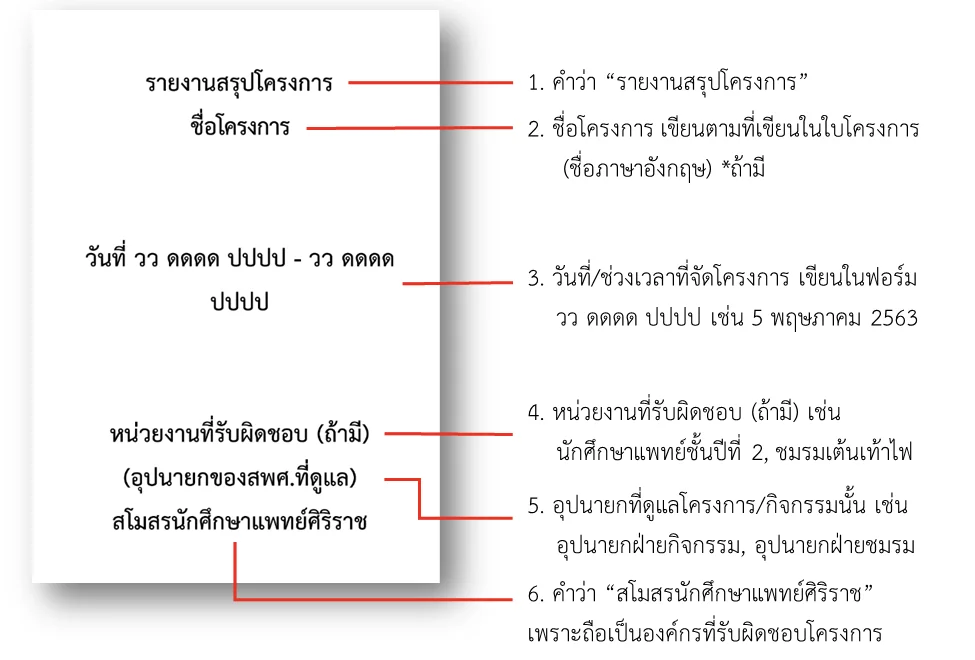 รายงานสรุปโครงการ
ชื่อโครงการ
วันที่ วว ดดดด ปปปป - วว ดดดด
ปปปป
หน่วยงานที่รับผิดชอบ (ถ้ามี)
(อุปนายกของสพศ.ที่ดูแล)
สโมสรนักศึกษาแพทย์ศิริราช
1. คำว่า “รายงานสรุปโครงการ”
2. ชื่อโครงการ เขียนตามที่เขียนในใบโครงการ
(ชื่อภาษาอังกฤษ) *ถ้ามี
3. วันที่/ช่วงเวลาที่จัดโครงการ เขียนในฟอร์ม
วว ดดดด ปปปป เช่น 5 พฤษภาคม 2563
4. หน่วยงานที่รับผิดชอบ (ถ้ามี) เช่น
นักศึกษาแพทย์ชั้นปีที่ 2, ชมรมเต้นเท้าไฟ
5. อุปนายกที่ดูแลโครงการ/กิจกรรมนั้น เช่น
อุปนายกฝ่ายกิจกรรม, อุปนายกฝ่ายชมรม
6. คำว่า “สโมสรนักศึกษาแพทย์ศิริราช”
เพราะถือเป็นองค์กรที่รับผิดชอบโครงการ